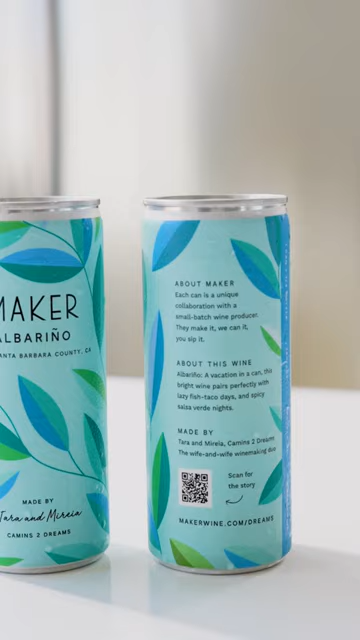 MAKER
ALBARIÑO
SANTA BARBARA COUNTY, CA
MADE BY
Tara and Mireia
CAMINS 2 DREAMS
ABOUT MAKER
Each can is a unique
collaboration with a
small-batch wine producer.
They make it, we can it,
you sip it.
ABOUT THIS WINE
Albariño: A vacation in a can, this
bright wine pairs perfectly with
lazy fish-taco days, and spicy
salsa verde nights.
MADE BY
Tara and Mireia, Camins 2 Dreams
The wife-and-wife winemaking duo
Scan for
the story
MAKERWINE.COM/DREAMS